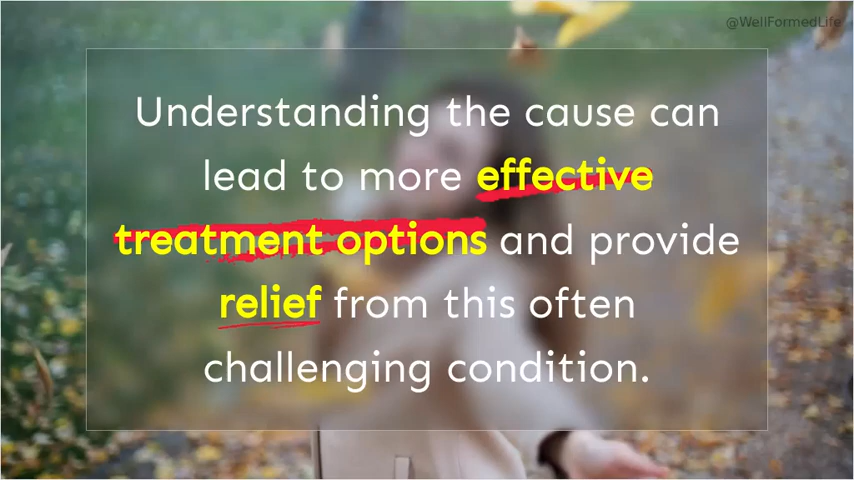 @WellFormedLife
Understanding the cause can
lead to more effective
treatment options and provide
relief from this often
challenging condition.